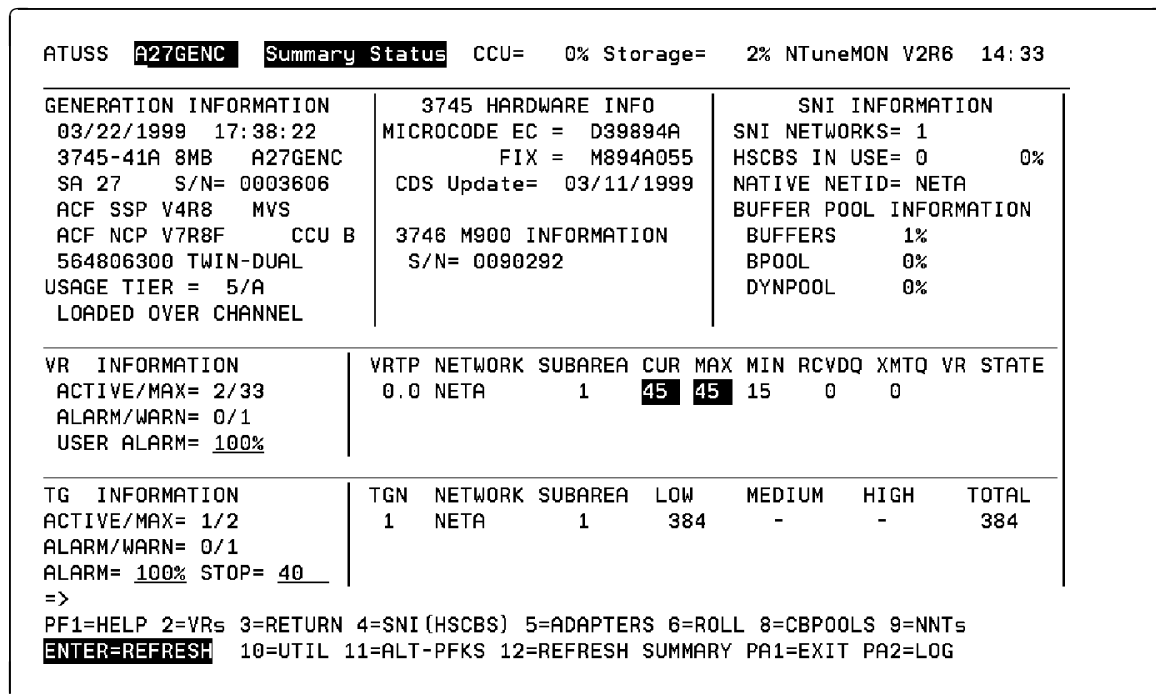 ATUSS A27GENC Summary Status CCU= 0% Storage= 2% NTuneMON V2R6 14:33
GENERATION INFORMATION 3745 HARDWARE INFO SNI INFORMATION
03/22/1999 17:38:22 MICROCODE EC = D39894A SNI NETWORKS= 1
3745-41A 8MB A27GENC FIX = M894A055 HSCBS IN USE= 0 0%
SA 27 S/N= 0003606 CDS Update= 03/11/1999 NATIVE NETID= NETA
ACF SSP V4R8 MVS BUFFER POOL INFORMATION
ACF NCP V7R8F CCU B 3746 M900 INFORMATION BUFFERS 1%
564806300 TWIN-DUAL S/N= 0090292 BPOOL 0%
USAGE TIER = 5/A DYNPOOL 0%
LOADED OVER CHANNEL
VR INFORMATION VRTP NETWORK SUBAREA CUR MAX MIN RCVDQ XMTQ VR STATE
ACTIVE/MAX= 2/33 0.0 NETA 1 45 45 15 0 0
ALARM/WARN= 0/1
USER ALARM= 100%
TG INFORMATION TGN NETWORK SUBAREA LOW MEDIUM HIGH TOTAL
ACTIVE/MAX= 1/2 1 NETA 1 384 - - 384
ALARM/WARN= 0/1
ALARM= 100% STOP= 40
=>
PF1=HELP 2=VRs 3=RETURN 4=SNI(HSCBS) 5=ADAPTERS 6=ROLL 8=CBPOOLS 9=NNTs
ENTER=REFRESH 10=UTIL 11=ALT-PFKS 12=REFRESH SUMMARY PA1=EXIT PA2=LOG